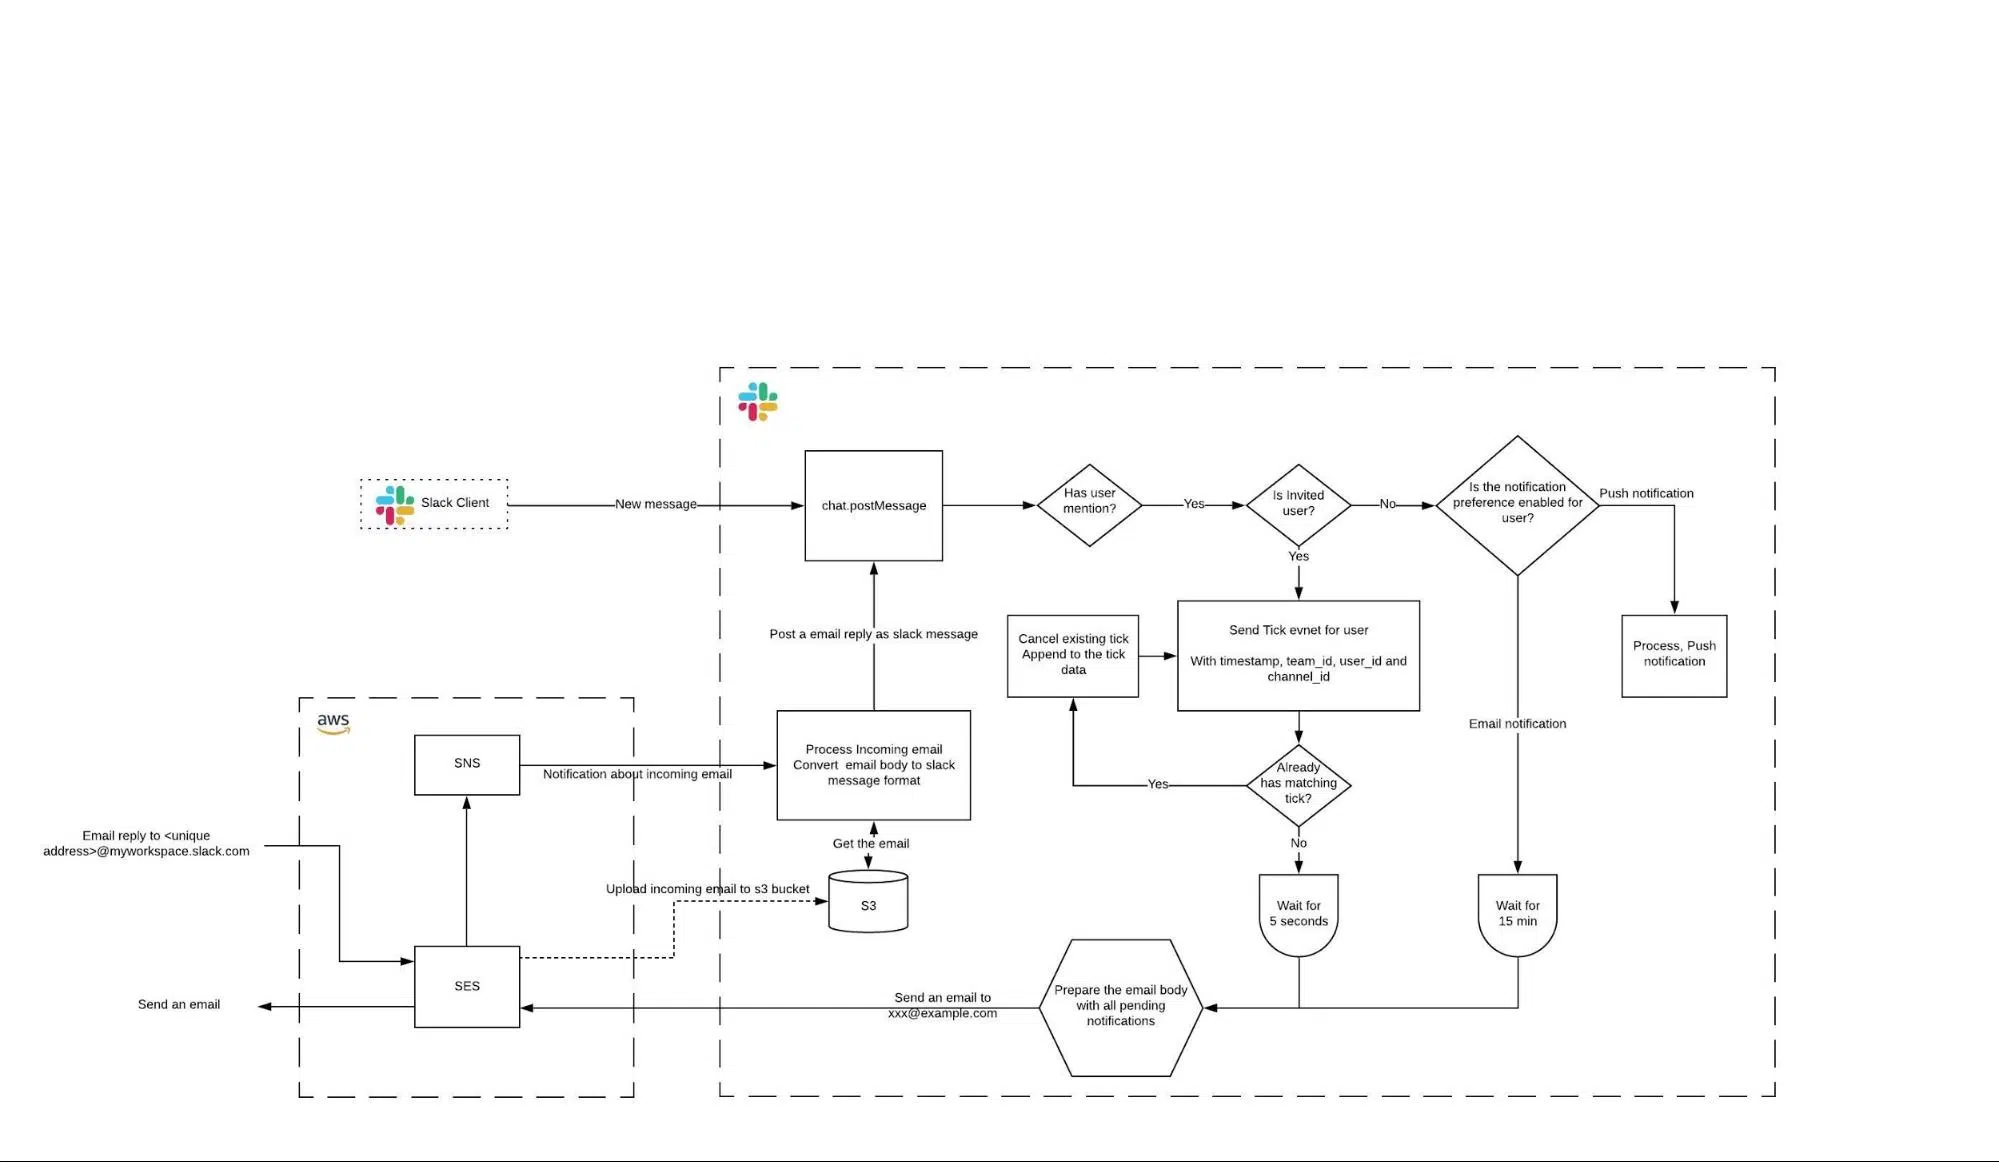 Slack Client
New message
chat.postMessage
Has user
mention?
Yes
Is Invited
user?
No
Is the notification
preference enabled for
user?
Push notification
Yes
Process, Push
notification
Send Tick evnet for user
With timestamp, team_id, user_id and
channel_id
Cancel existing tick
Append to the tick
data
Post a email reply as slack message
Email notification
aws
SNS
Notification about incoming email
Process Incoming email
Convert email body to slack
message format
Yes
Already
has matching
tick?
No
Get the email
Email reply to <unique
address>@myworkspace.slack.com
Upload incoming email to s3 bucket
S3
Wait for
5 seconds
Wait for
15 min
SES
Send an email
Send an email to
xxx@example.com
Prepare the email body
with all pending
notifications